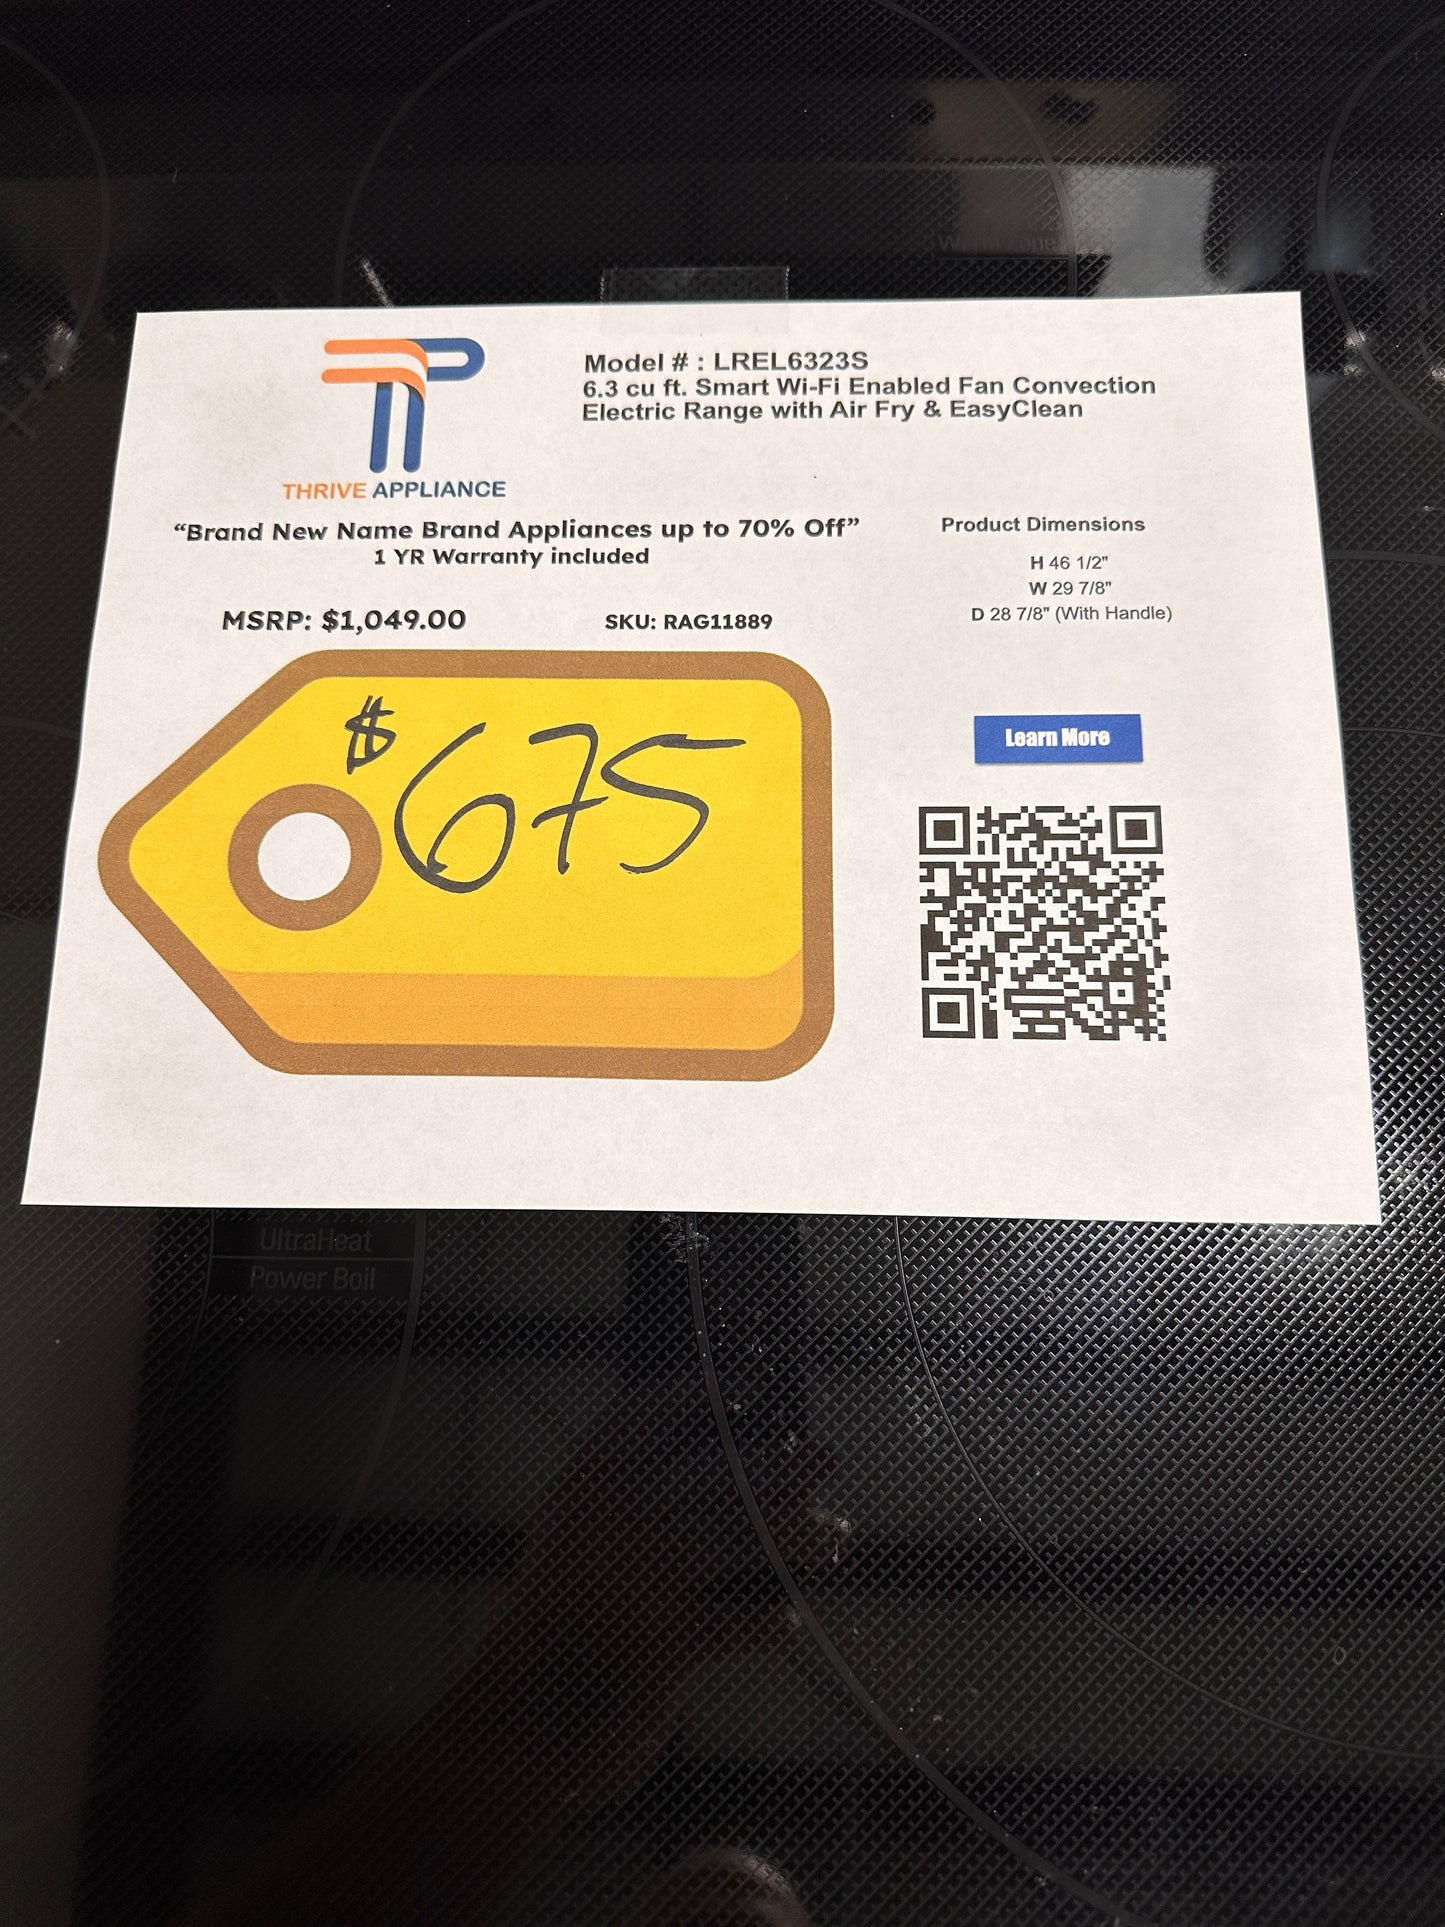 Warm Zone
THRIVE APPLIANCE
Model # : LREL6323S
6.3 cu ft. Smart Wi-Fi Enabled Fan Convection
Electric Range with Air Fry & EasyClean
“Brand New Name Brand Appliances up to 70% Off”
1 YR Warranty included
MSRP: $1,049.00
SKU: RAG11889
Product Dimensions
H 46 1/2"
W 29 7/8"
D 28 7/8" (With Handle)
$675
Learn More
UltraHeat
Power Boil